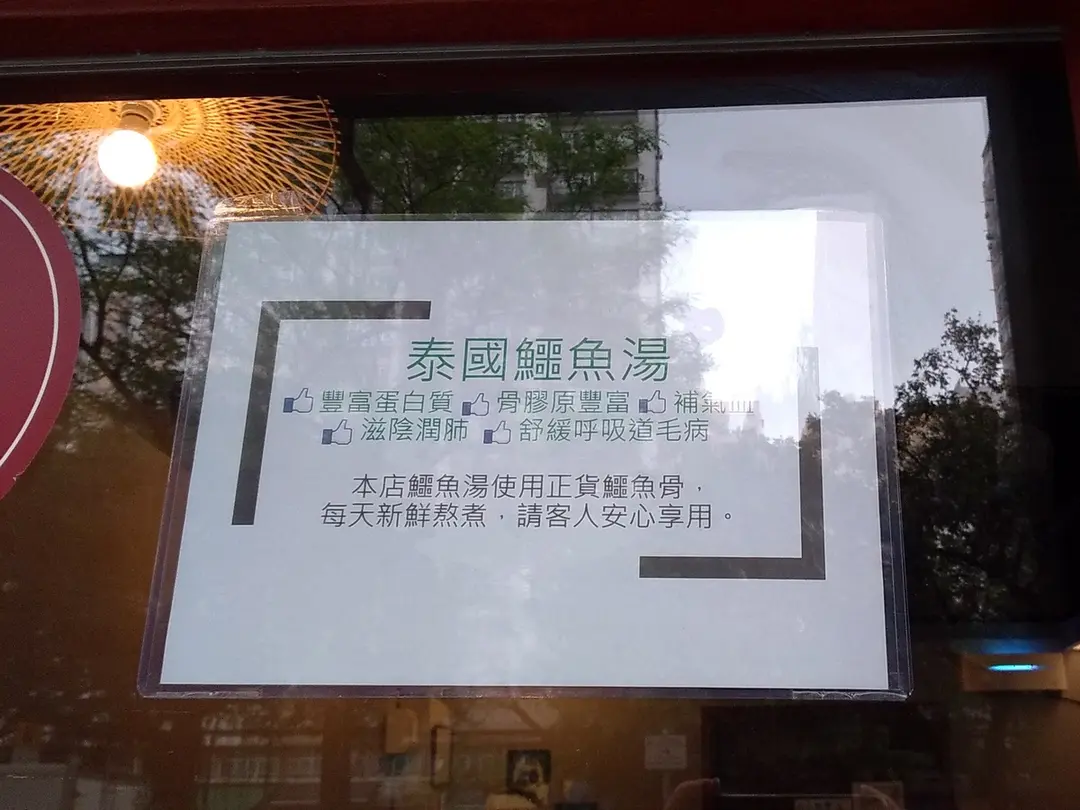 泰國鱷魚湯
豐富蛋白質 骨膠原豐富 補氣血
滋陰潤肺 舒緩呼吸道毛病
本店鱷魚湯使用正貨鱷魚骨，
每天新鮮熬煮，請客人安心享用。